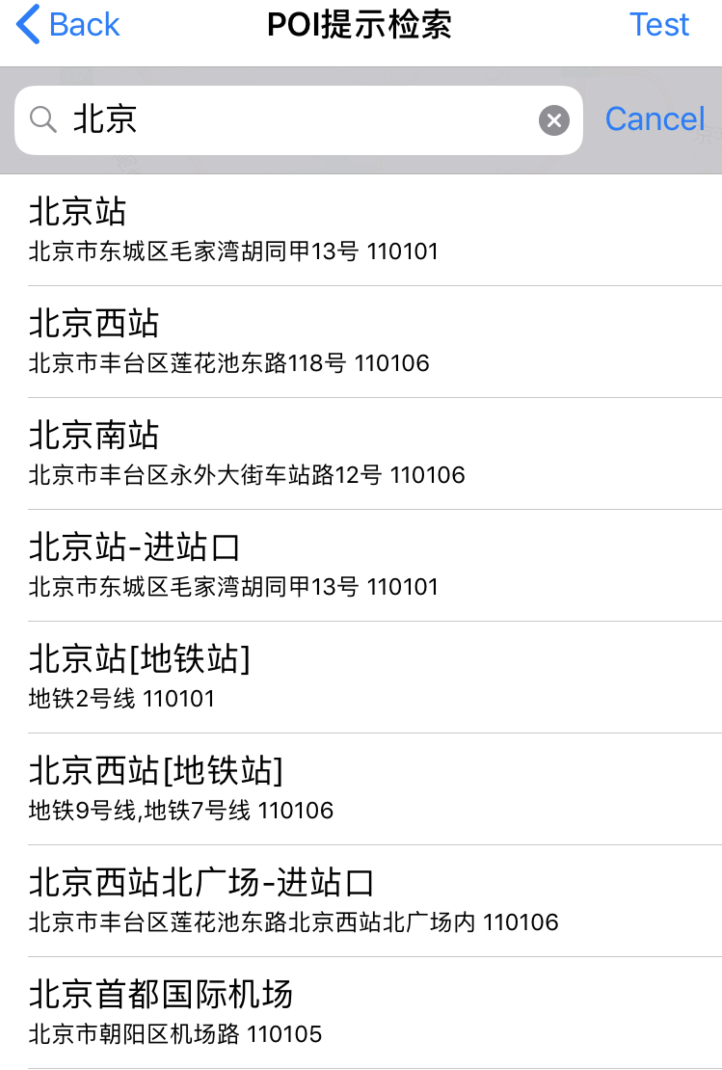 Back POI提示检索 Test
北京 Cancel
北京站
北京市东城区毛家湾胡同甲13号 110101
北京西站
北京市丰台区莲花池东路118号 110106
北京南站
北京市丰台区永外大街车站路12号 110106
北京站-进站口
北京市东城区毛家湾胡同甲13号 110101
北京站[地铁站]
地铁2号线 110101
北京西站[地铁站]
地铁9号线,地铁7号线 110106
北京西站北广场-进站口
北京市丰台区莲花池东路北京西站北广场内 110106
北京首都国际机场
北京市朝阳区机场路 110105